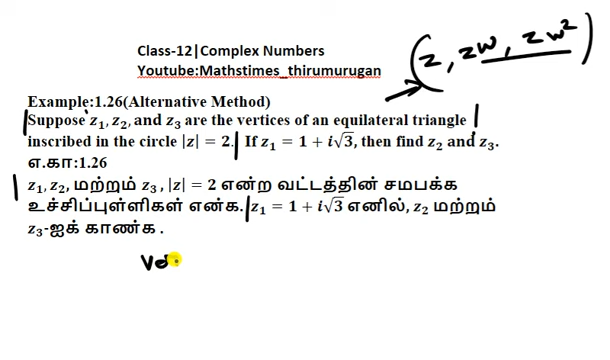 Class-12|Complex Numbers
Youtube:Mathstimes_thirumurugan
(z, zw, zw²)
Example:1.26(Alternative Method)
Suppose z₁, z₂, and z₃ are the vertices of an equilateral triangle
inscribed in the circle |z| = 2. If z₁ = 1 + i√3, then find z₂ and z₃.
எ.கா:1.26
z₁, z₂, மற்றும் z₃, |z| = 2 என்ற வட்டத்தின் சமபக்க
உச்சிப்புள்ளிகள் என்க. z₁ = 1 + i√3 எனில், z₂ மற்றும்
z₃-ஐக் காண்க .